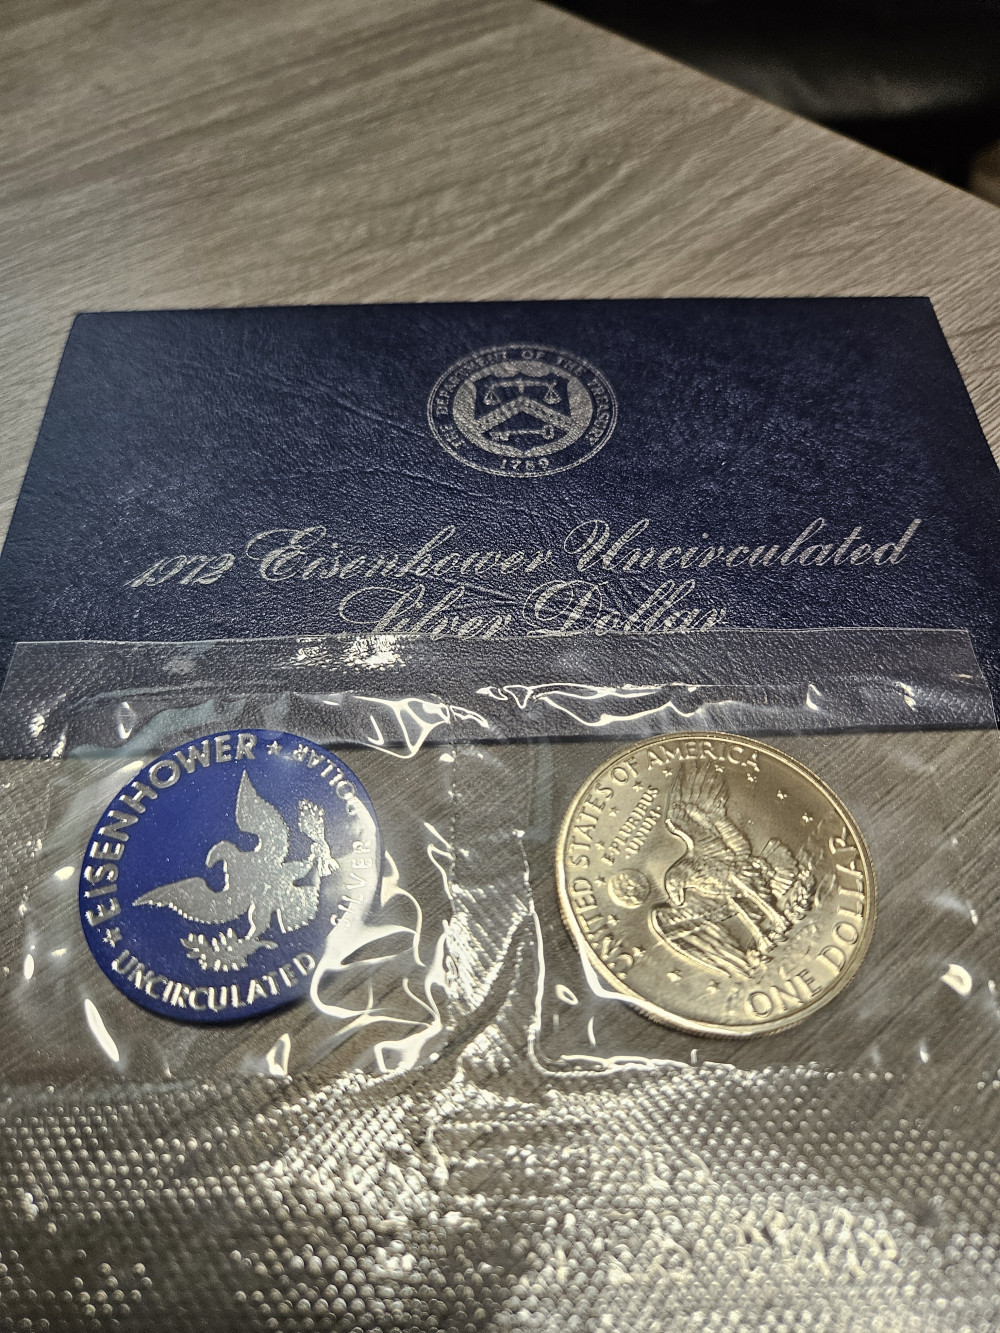 THE DEPARTMENT OF THE TREASURY
1789
1972 Eisenhower Uncirculated
Silver Dollar
EISENHOWER
SILVER DOLLAR
UNCIRCULATED
UNITED STATES OF AMERICA
E PLURIBUS
UNUM
ONE DOLLAR